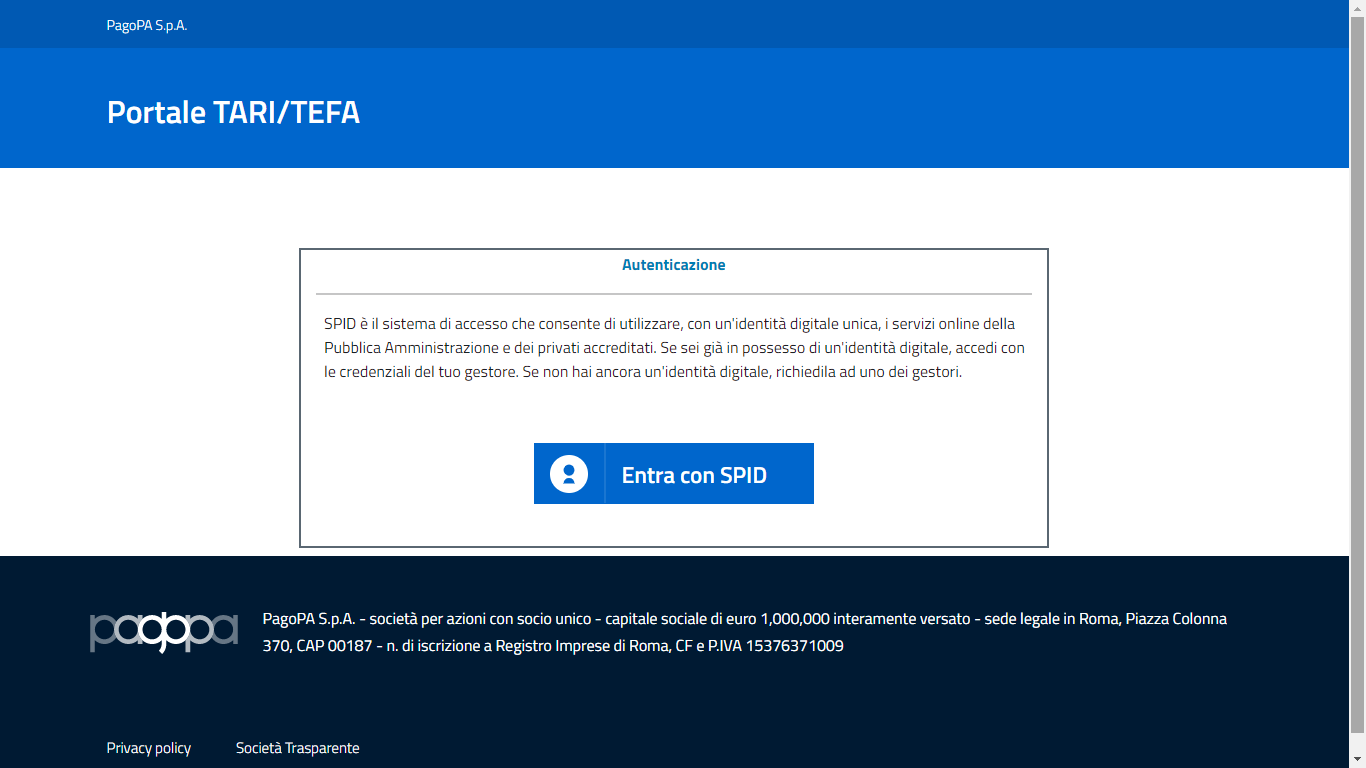 PagoPA S.p.A.
Portale TARI/TEFA
Autenticazione
SPID è il sistema di accesso che consente di utilizzare, con un'identità digitale unica, i servizi online della
Pubblica Amministrazione e dei privati accreditati. Se sei già in possesso di un'identità digitale, accedi con
le credenziali del tuo gestore. Se non hai ancora un'identità digitale, richiedila ad uno dei gestori.
Entra con SPID
pagopa
PagoPA S.p.A. - società per azioni con socio unico - capitale sociale di euro 1,000,000 interamente versato - sede legale in Roma, Piazza Colonna
370, CAP 00187 - n. di iscrizione a Registro Imprese di Roma, CF e P.IVA 15376371009
Privacy policy
Società Trasparente